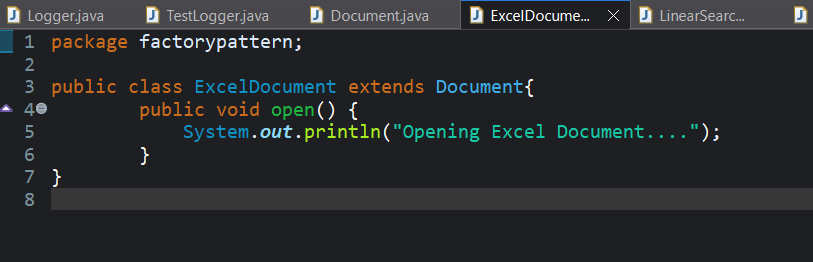 Logger.java TestLogger.java Document.java ExcelDocume... LinearSearc...
1 package factorypattern;
2
3 public class ExcelDocument extends Document{
4 public void open() {
5 System.out.println("Opening Excel Document....");
6 }
7 }
8